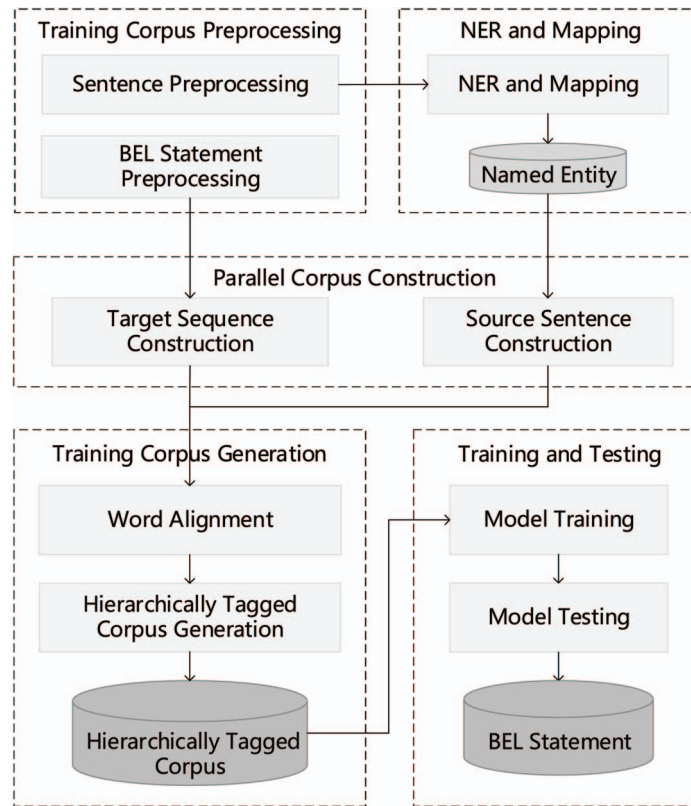 Training Corpus Preprocessing
Sentence Preprocessing
BEL Statement
Preprocessing
NER and Mapping
NER and Mapping
Named Entity
Parallel Corpus Construction
Target Sequence
Construction
Source Sentence
Construction
Training Corpus Generation
Word Alignment
Hierarchically Tagged
Corpus Generation
Hierarchically Tagged
Corpus
Training and Testing
Model Training
Model Testing
BEL Statement